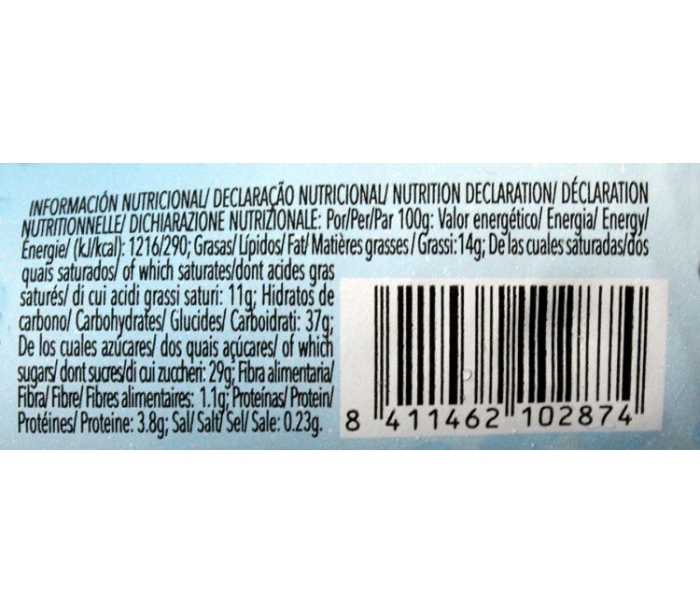 INFORMACIÓN NUTRICIONAL/ DECLARAÇÃO NUTRICIONAL/ NUTRITION DECLARATION/ DÉCLARATION
NUTRITIONNELLE/ DICHIARAZIONE NUTRIZIONALE: Por/Per/Par 100g: Valor energético/ Energia/ Energy/
Énergie/ (kJ/kcal): 1216/290; Grasas/ Lípidos/ Fat/ Matières grasses/ Grassi: 14g; De las cuales saturadas/dos
quais saturados/ of which saturates/dont acides gras
saturés/ di cui acidi grassi saturi: 11g; Hidratos de
carbono/ Carbohydrates/ Glucides/ Carboidrati: 37g;
De los cuales azúcares/ dos quais açúcares/ of which
sugars/ dont sucres/di cui zuccheri: 29g; Fibra alimentaria/
Fibra/ Fibre/ Fibres alimentaires: 1.1g; Proteínas/ Protein/
Protéines/ Proteine: 3.8g; Sal/ Salt/ Sel/ Sale: 0.23g.
8 411462 102874